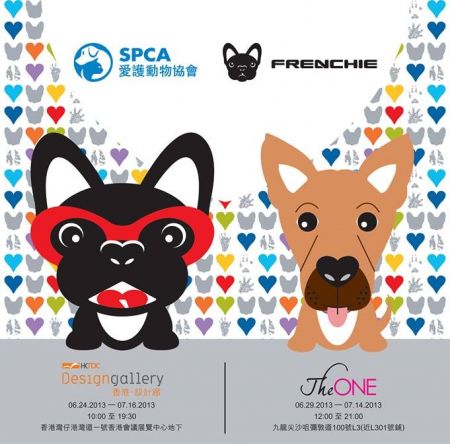 SPCA
愛護動物協會
FRENCHIE
HKTDC
Designgallery
香港·設計廊
06.24.2013 — 07.16.2013
10:00 至 19:30
香港灣仔港灣道一號香港會議展覽中心地下
The ONE
06.29.2013 — 07.14.2013
12:00 至 21:00
九龍尖沙咀彌敦道100號L3(近L301號鋪)